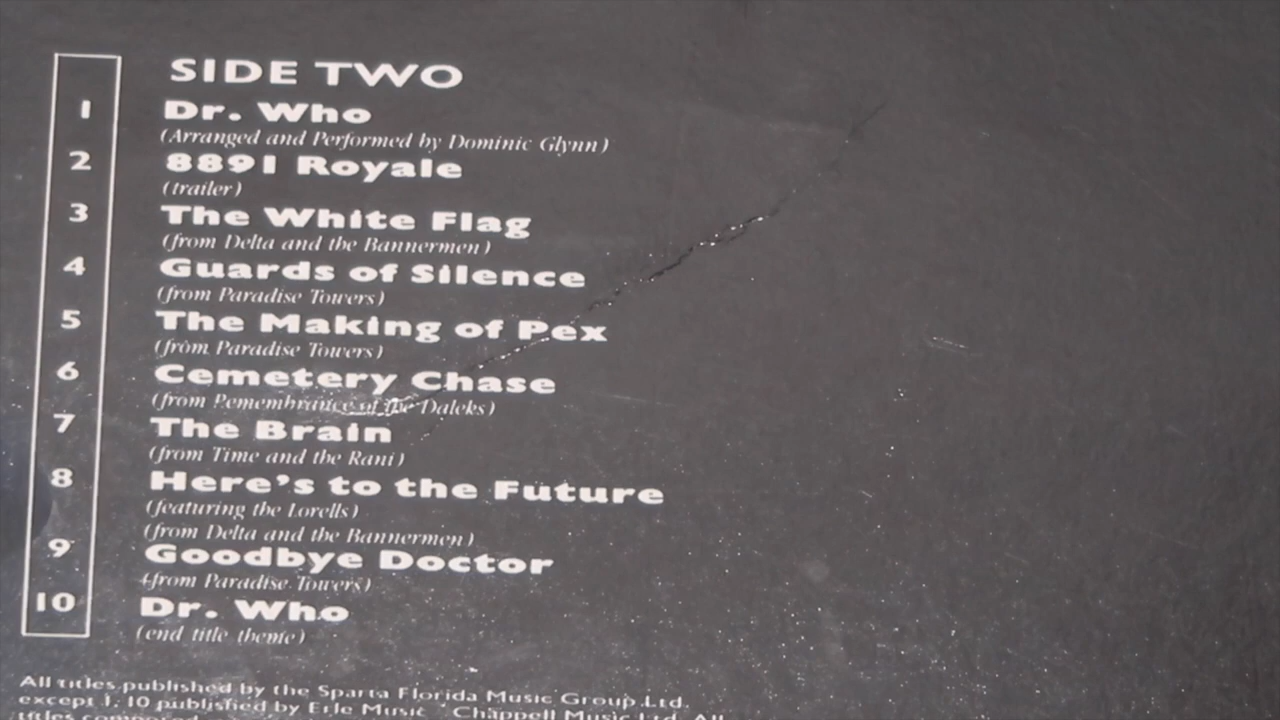 SIDE TWO
1 Dr. Who
(Arranged and Performed by Dominic Glynn)
2 8891 Royale
(trailer)
3 The White Flag
(from Delta and the Bannermen)
4 Guards of Silence
(from Paradise Towers)
5 The Making of Pex
(from Paradise Towers)
6 Cemetery Chase
(from Pemembrance of the Daleks)
7 The Brain
(from Time and the Rani)
8 Here's to the Future
(featuring the Lorells)
(from Delta and the Bannermen)
9 Goodbye Doctor
(from Paradise Towers)
10 Dr. Who
(end title theme)
All titles published by the Sparta Florida Music Group Ltd.
except 1, 10 published by Erle Music Chappell Music Ltd. All
titles composed